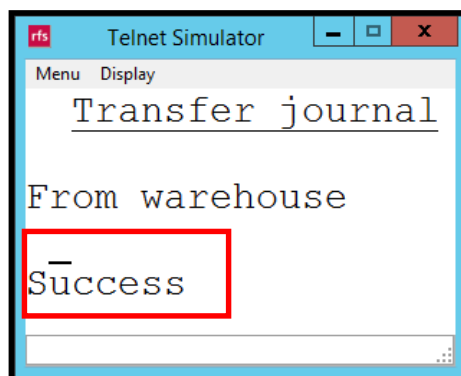 rfs Telnet Simulator x
Menu Display
Transfer journal
From warehouse
Success